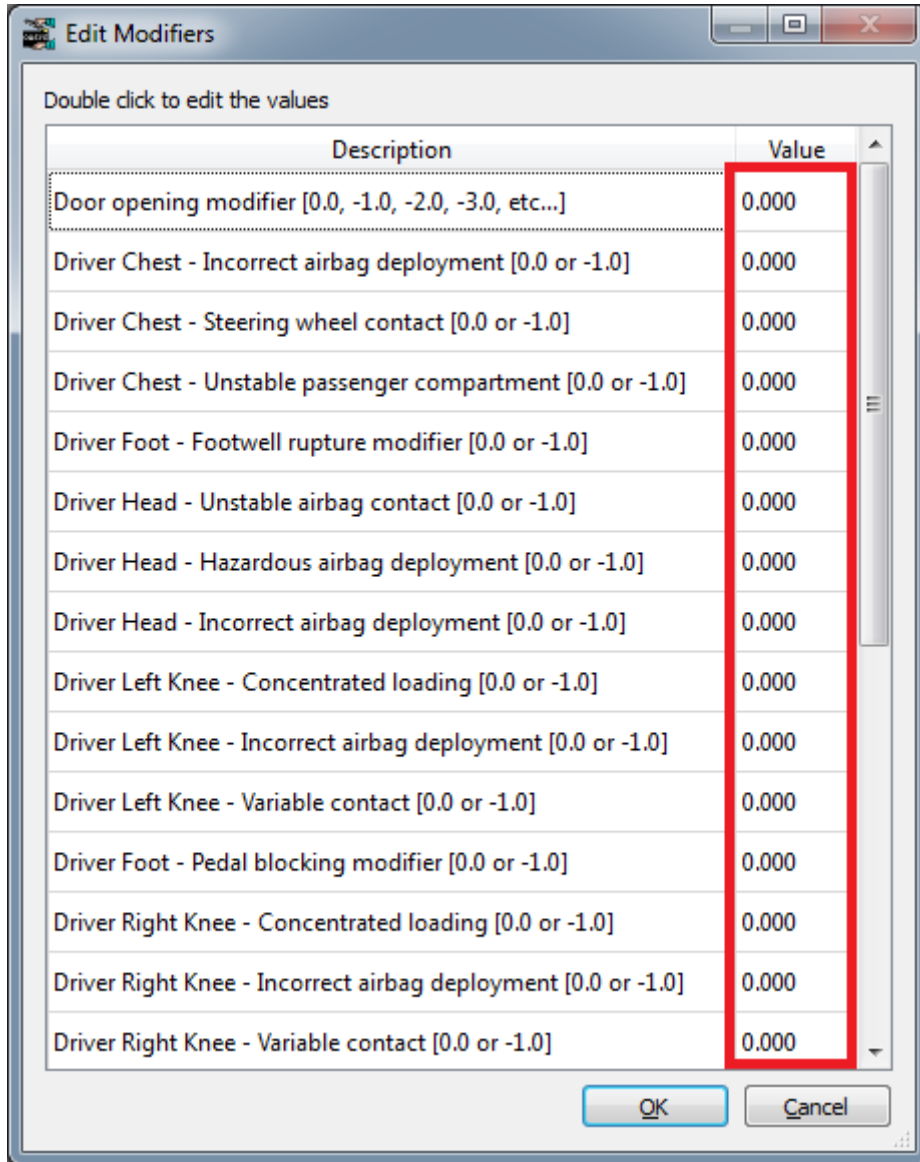 Edit Modifiers
Double click to edit the values
Description Value
Door opening modifier [0.0, -1.0, -2.0, -3.0, etc...] 0.000
Driver Chest - Incorrect airbag deployment [0.0 or -1.0] 0.000
Driver Chest - Steering wheel contact [0.0 or -1.0] 0.000
Driver Chest - Unstable passenger compartment [0.0 or -1.0] 0.000
Driver Foot - Footwell rupture modifier [0.0 or -1.0] 0.000
Driver Head - Unstable airbag contact [0.0 or -1.0] 0.000
Driver Head - Hazardous airbag deployment [0.0 or -1.0] 0.000
Driver Head - Incorrect airbag deployment [0.0 or -1.0] 0.000
Driver Left Knee - Concentrated loading [0.0 or -1.0] 0.000
Driver Left Knee - Incorrect airbag deployment [0.0 or -1.0] 0.000
Driver Left Knee - Variable contact [0.0 or -1.0] 0.000
Driver Foot - Pedal blocking modifier [0.0 or -1.0] 0.000
Driver Right Knee - Concentrated loading [0.0 or -1.0] 0.000
Driver Right Knee - Incorrect airbag deployment [0.0 or -1.0] 0.000
Driver Right Knee - Variable contact [0.0 or -1.0] 0.000
OK Cancel